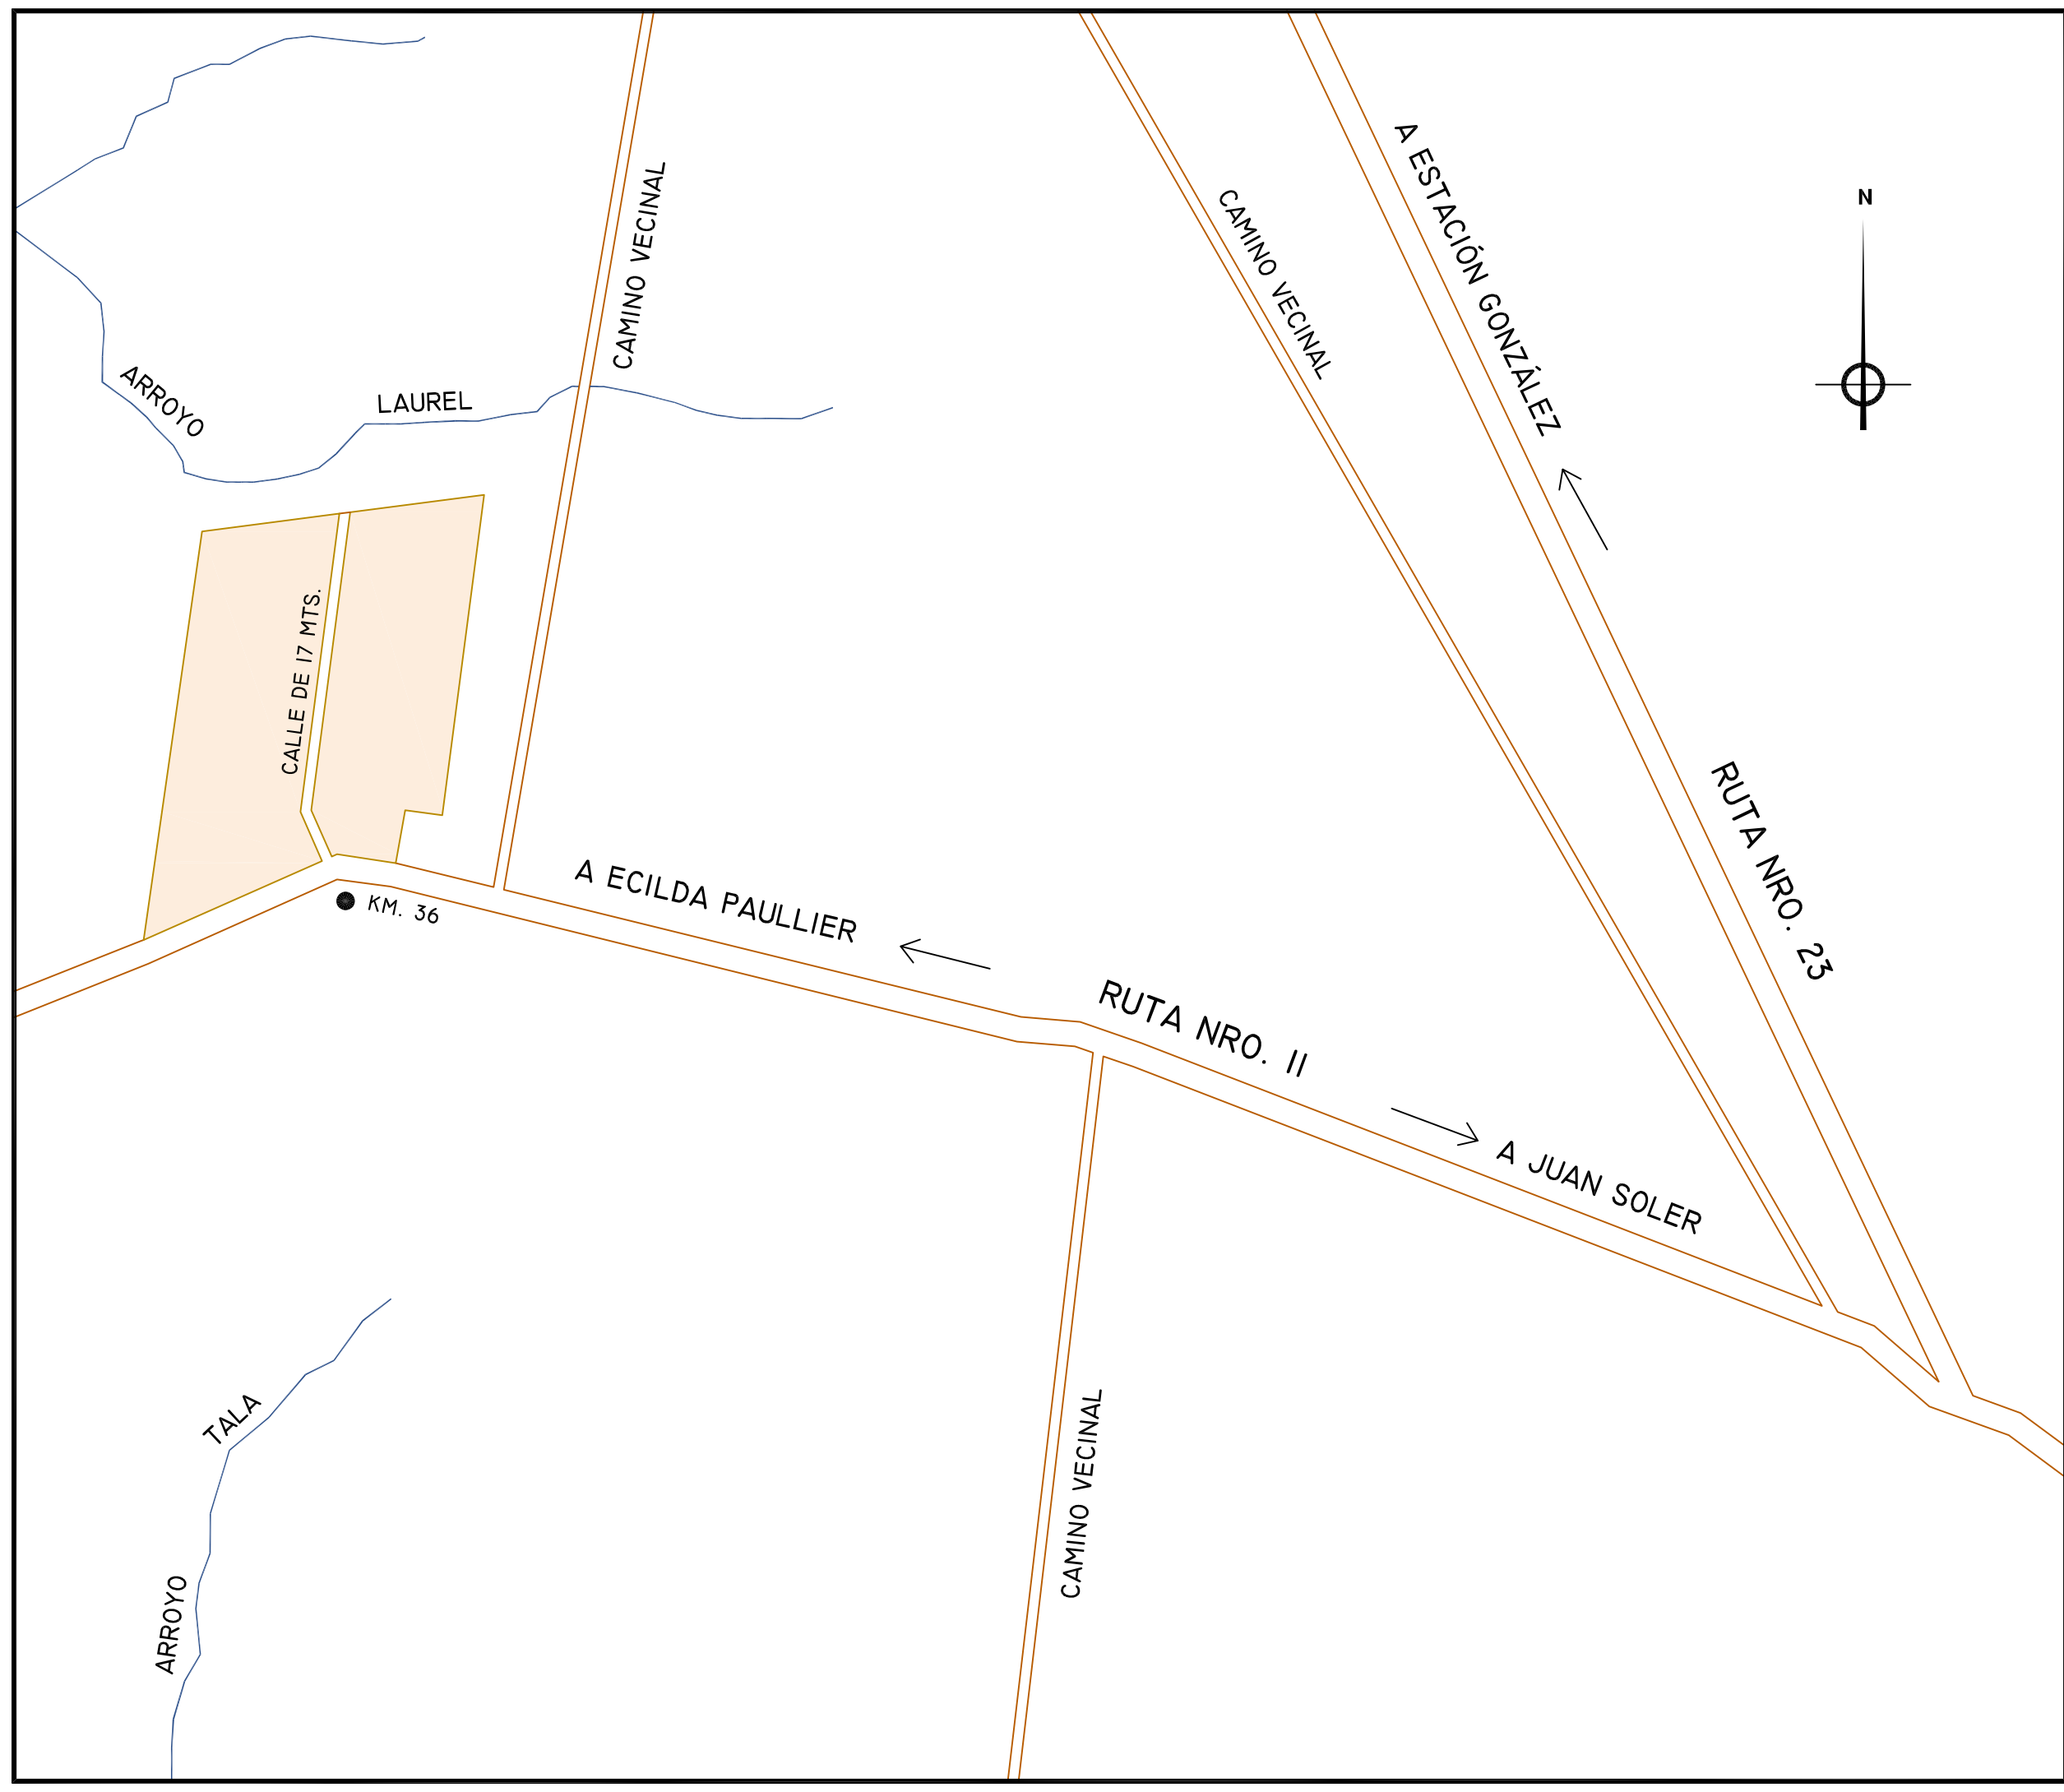 A ESTACIÓN GONZÁLEZ
N
CAMINO VECINAL
CAMINO VECINAL
ARROYO
LAUREL
CALLE DE 17 MTS.
RUTA NRO. 23
A ECILDA PAULLIER
KM. 36
RUTA NRO. 11
A JUAN SOLER
TALA
CAMINO VECINAL
ARROYO